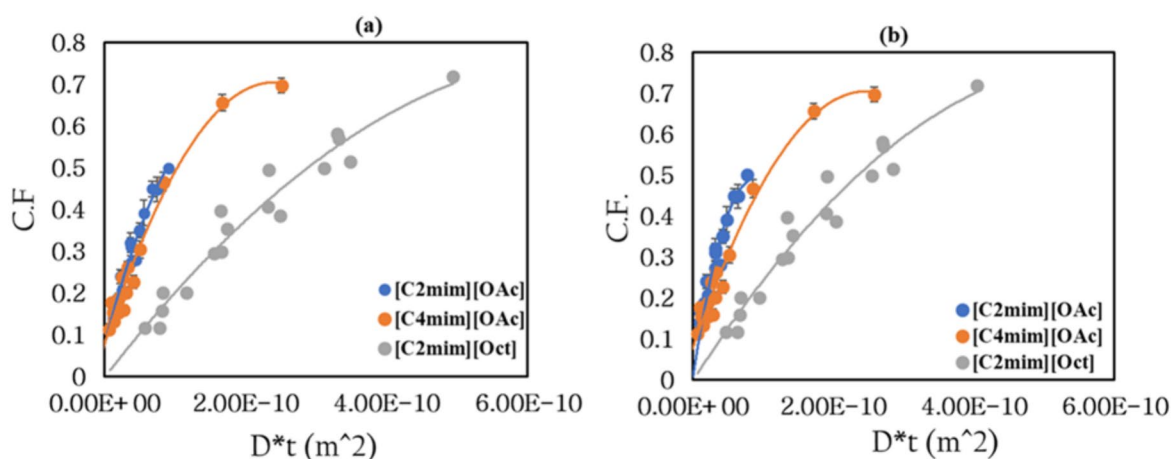 (a)
C.F
0.8
0.7
0.6
0.5
0.4
0.3
0.2
0.1
0
[C2mim][OAc]
[C4mim][OAc]
[C2mim][Oct]
0.00E+00
2.00E-10
4.00E-10
6.00E-10
D*t (m^2)
(b)
C.F.
0.8
0.7
0.6
0.5
0.4
0.3
0.2
0.1
0
[C2mim][OAc]
[C4mim][OAc]
[C2mim][Oct]
0.00E+00
2.00E-10
4.00E-10
6.00E-10
D*t (m^2)